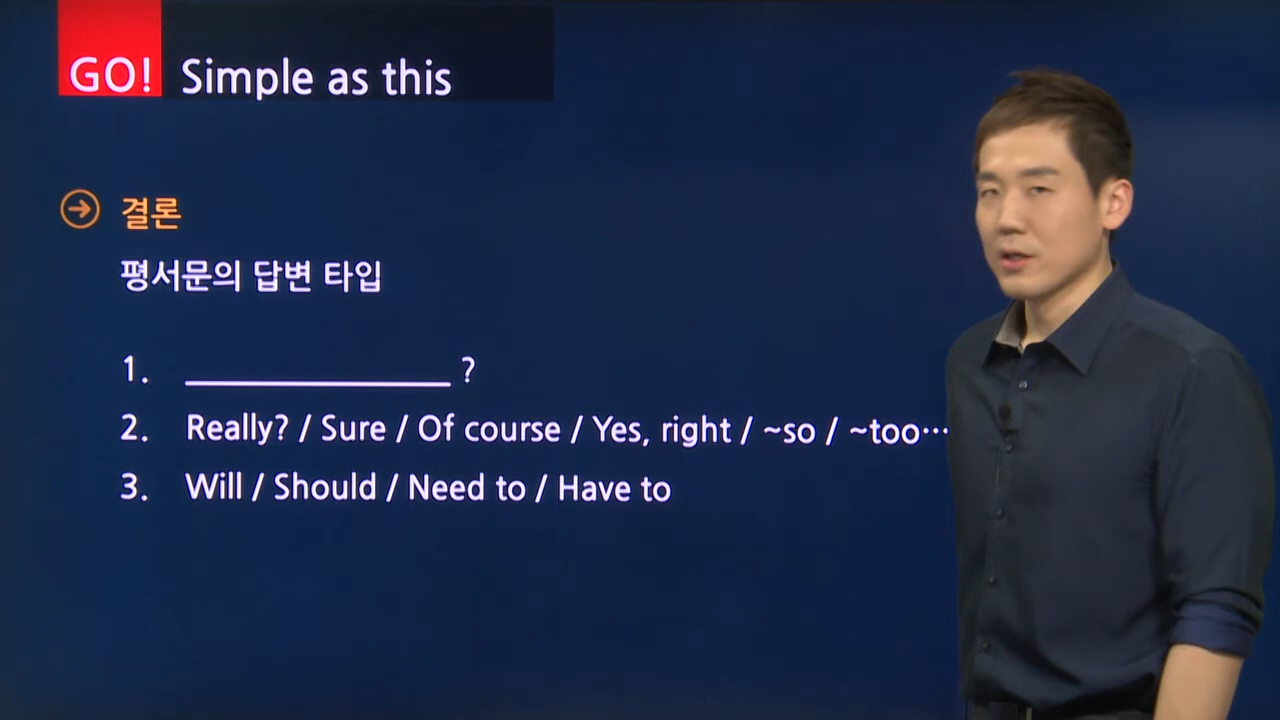 GO! Simple as this
결론
평서문의 답변 타입
1. ____________ ?
2. Really? / Sure / Of course / Yes, right / ~so / ~too…
3. Will / Should / Need to / Have to